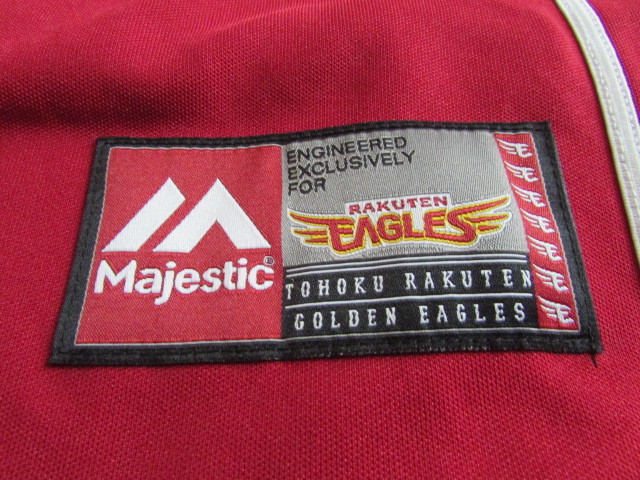 Majestic®
ENGINEERED
EXCLUSIVELY
FOR
RAKUTEN
EAGLES
TOHOKU RAKUTEN
GOLDEN EAGLES
E
E
E
E
E
E
E